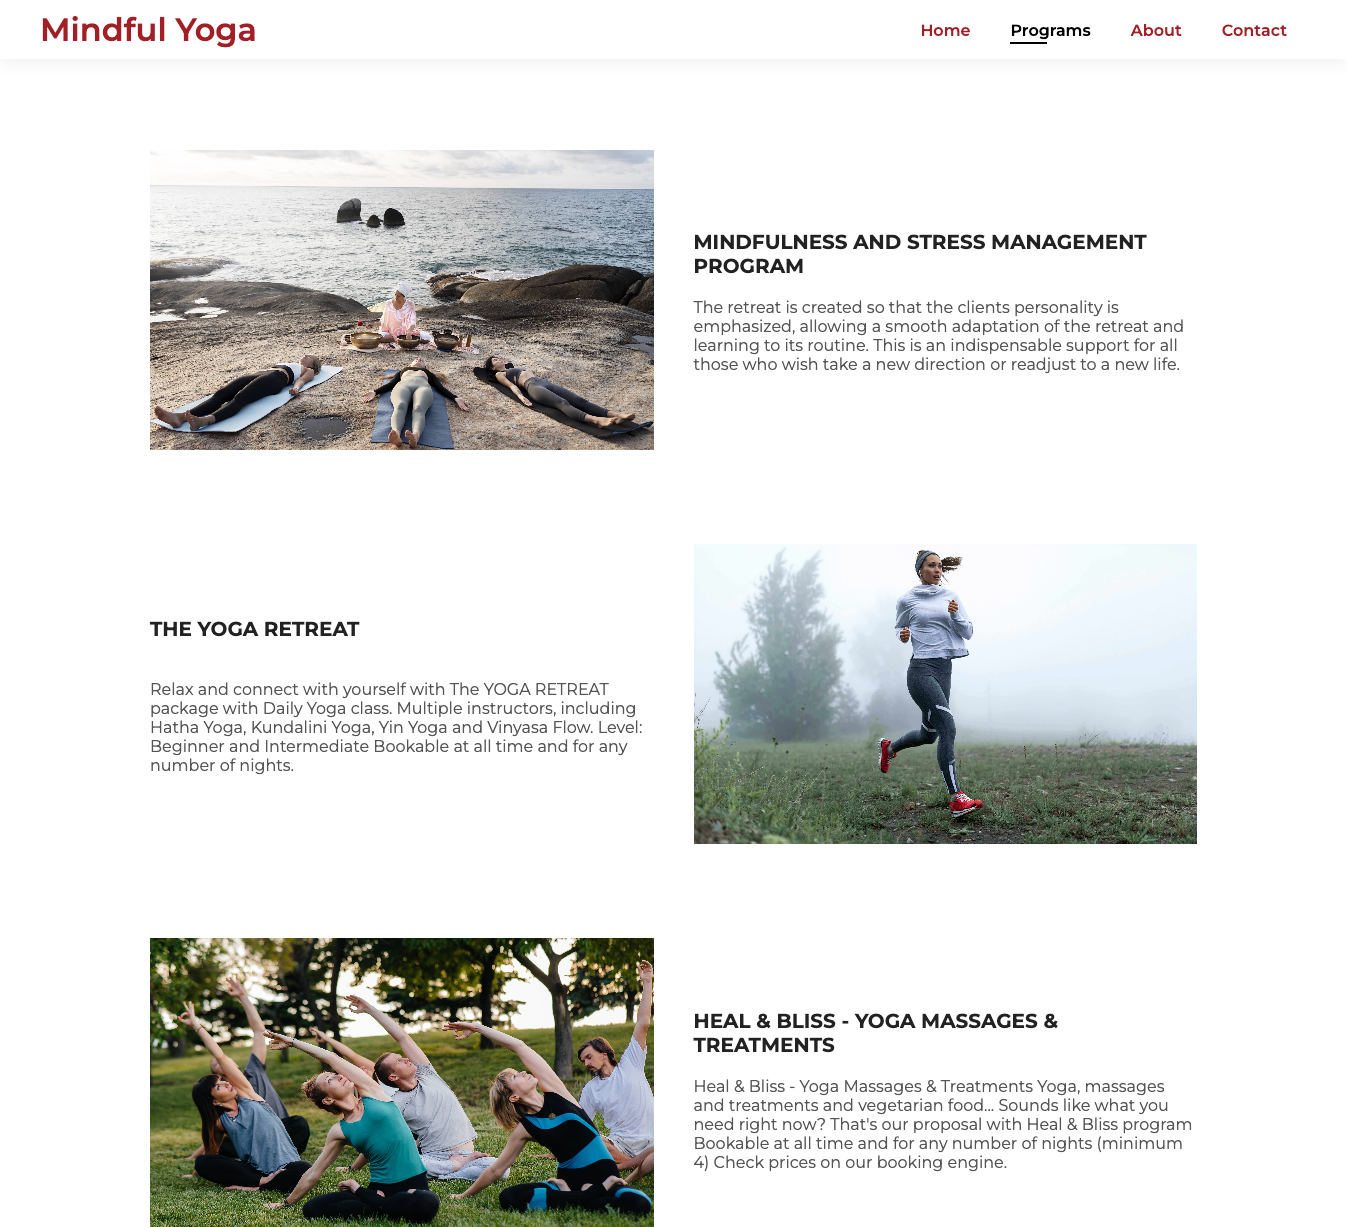 Mindful Yoga
Home Programs About Contact
MINDFULNESS AND STRESS MANAGEMENT
PROGRAM
The retreat is created so that the clients personality is
emphasized, allowing a smooth adaptation of the retreat and
learning to its routine. This is an indispensable support for all
those who wish take a new direction or readjust to a new life.
THE YOGA RETREAT
Relax and connect with yourself with The YOGA RETREAT
package with Daily Yoga class. Multiple instructors, including
Hatha Yoga, Kundalini Yoga, Yin Yoga and Vinyasa Flow. Level:
Beginner and Intermediate Bookable at all time and for any
number of nights.
HEAL & BLISS - YOGA MASSAGES &
TREATMENTS
Heal & Bliss - Yoga Massages & Treatments Yoga, massages
and treatments and vegetarian food... Sounds like what you
need right now? That's our proposal with Heal & Bliss program
Bookable at all time and for any number of nights (minimum
4) Check prices on our booking engine.